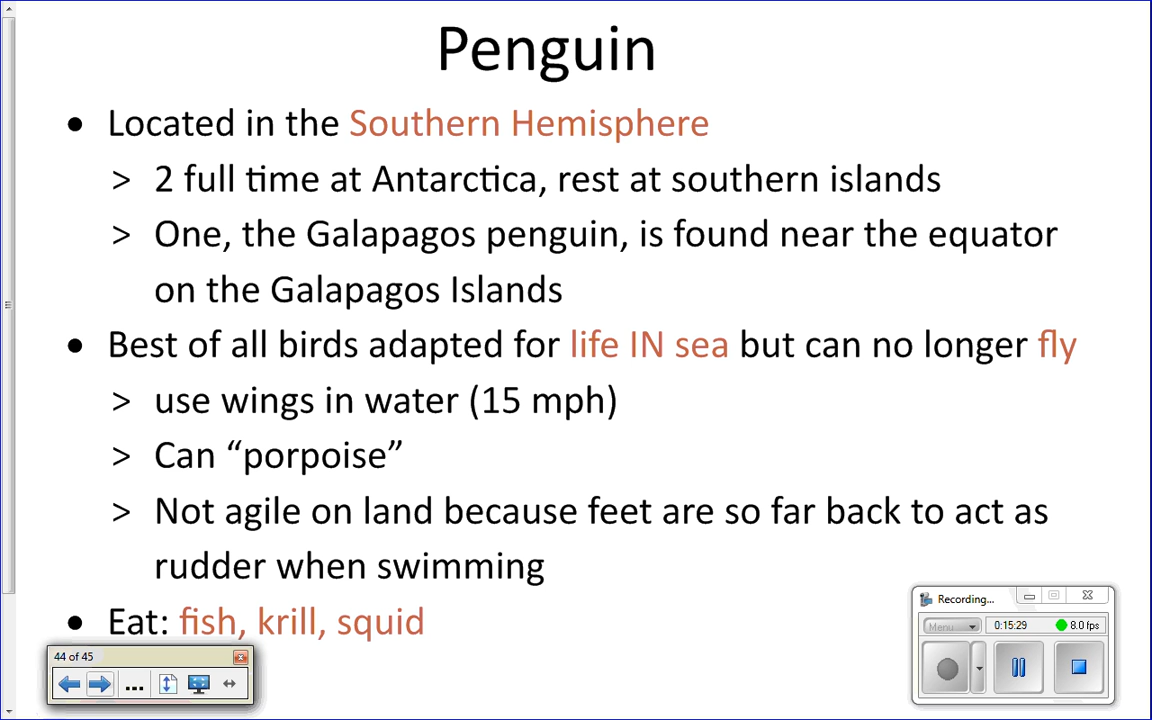 Penguin
• Located in the Southern Hemisphere
> 2 full time at Antarctica, rest at southern islands
> One, the Galapagos penguin, is found near the equator
on the Galapagos Islands
• Best of all birds adapted for life IN sea but can no longer fly
> use wings in water (15 mph)
> Can “porpoise”
> Not agile on land because feet are so far back to act as
rudder when swimming
• Eat: fish, krill, squid
44 of 45
...
Recording...
Menu
0:15:29
8.0 fps